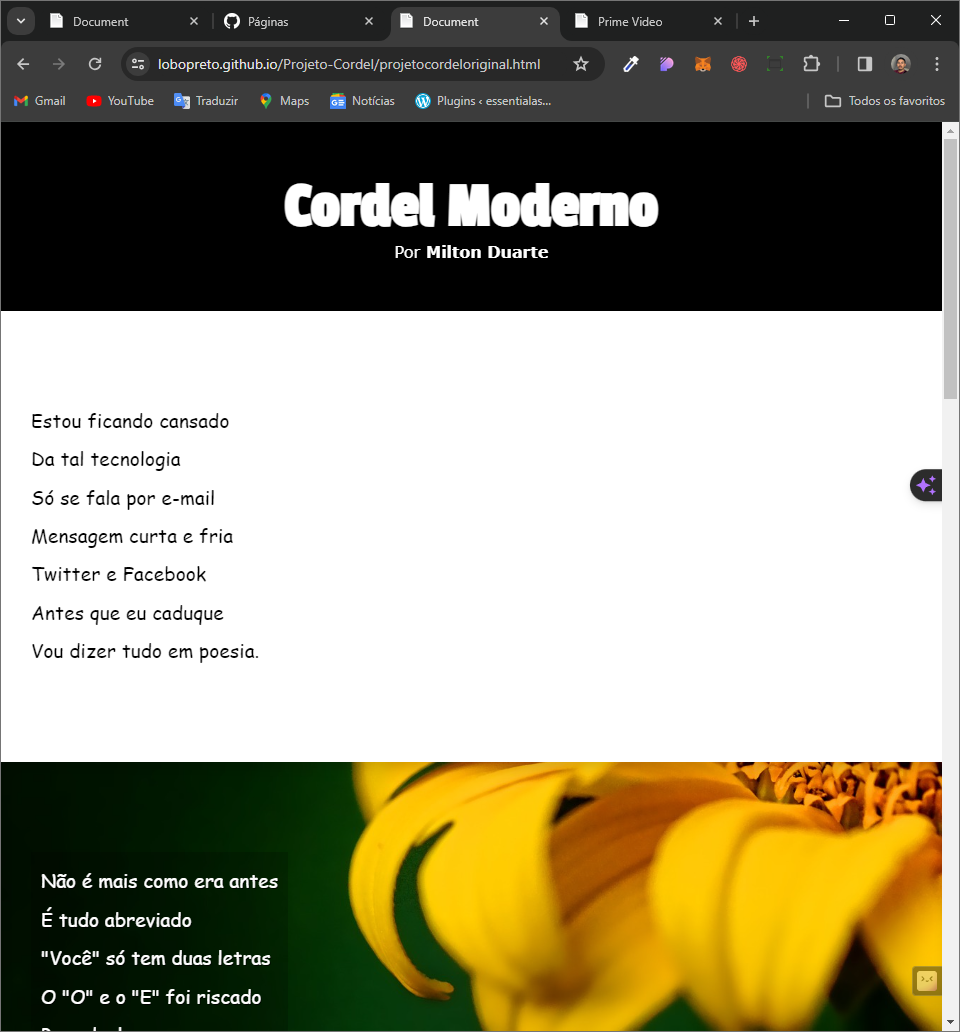 Document
Páginas
Document
Prime Video
lobopreto.github.io/Projeto-Cordel/projetocordeloriginal.html
Gmail
YouTube
Traduzir
Maps
Notícias
Plugins ‹ essentialas...
Todos os favoritos
Cordel Moderno
Por Milton Duarte
Estou ficando cansado
Da tal tecnologia
Só se fala por e-mail
Mensagem curta e fria
Twitter e Facebook
Antes que eu caduque
Vou dizer tudo em poesia.
Não é mais como era antes
É tudo abreviado
"Você" só tem duas letras
O "O" e o "E" foi riscado